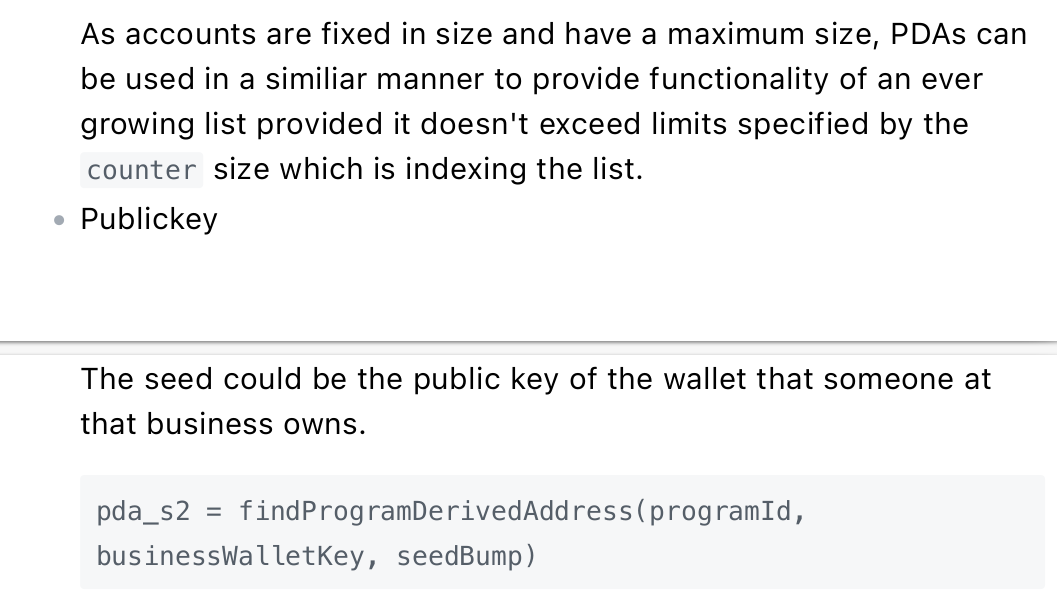 As accounts are fixed in size and have a maximum size, PDAs can
be used in a similiar manner to provide functionality of an ever
growing list provided it doesn't exceed limits specified by the
counter size which is indexing the list.
Publickey
The seed could be the public key of the wallet that someone at
that business owns.
pda_s2 = findProgramDerivedAddress(programId,
businessWalletKey, seedBump)